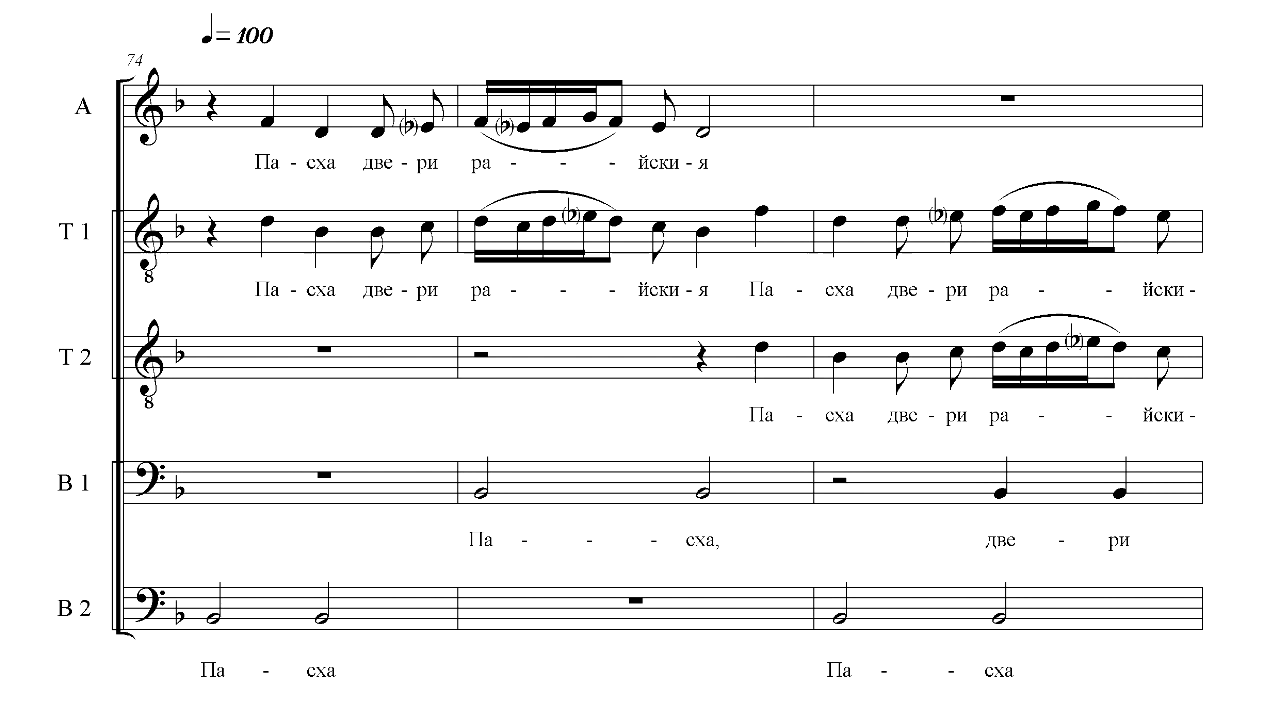 = 100
74
A
Па - сха две - ри ра - - - йски - я
T 1
Па - сха две - ри ра - - - йски - я Па - сха две - ри ра - - йски -
8
T 2
8
Па - сха две - ри ра - - йски -
B 1
Па - - - сха, две - ри
B 2
Па - сха Па - - сха